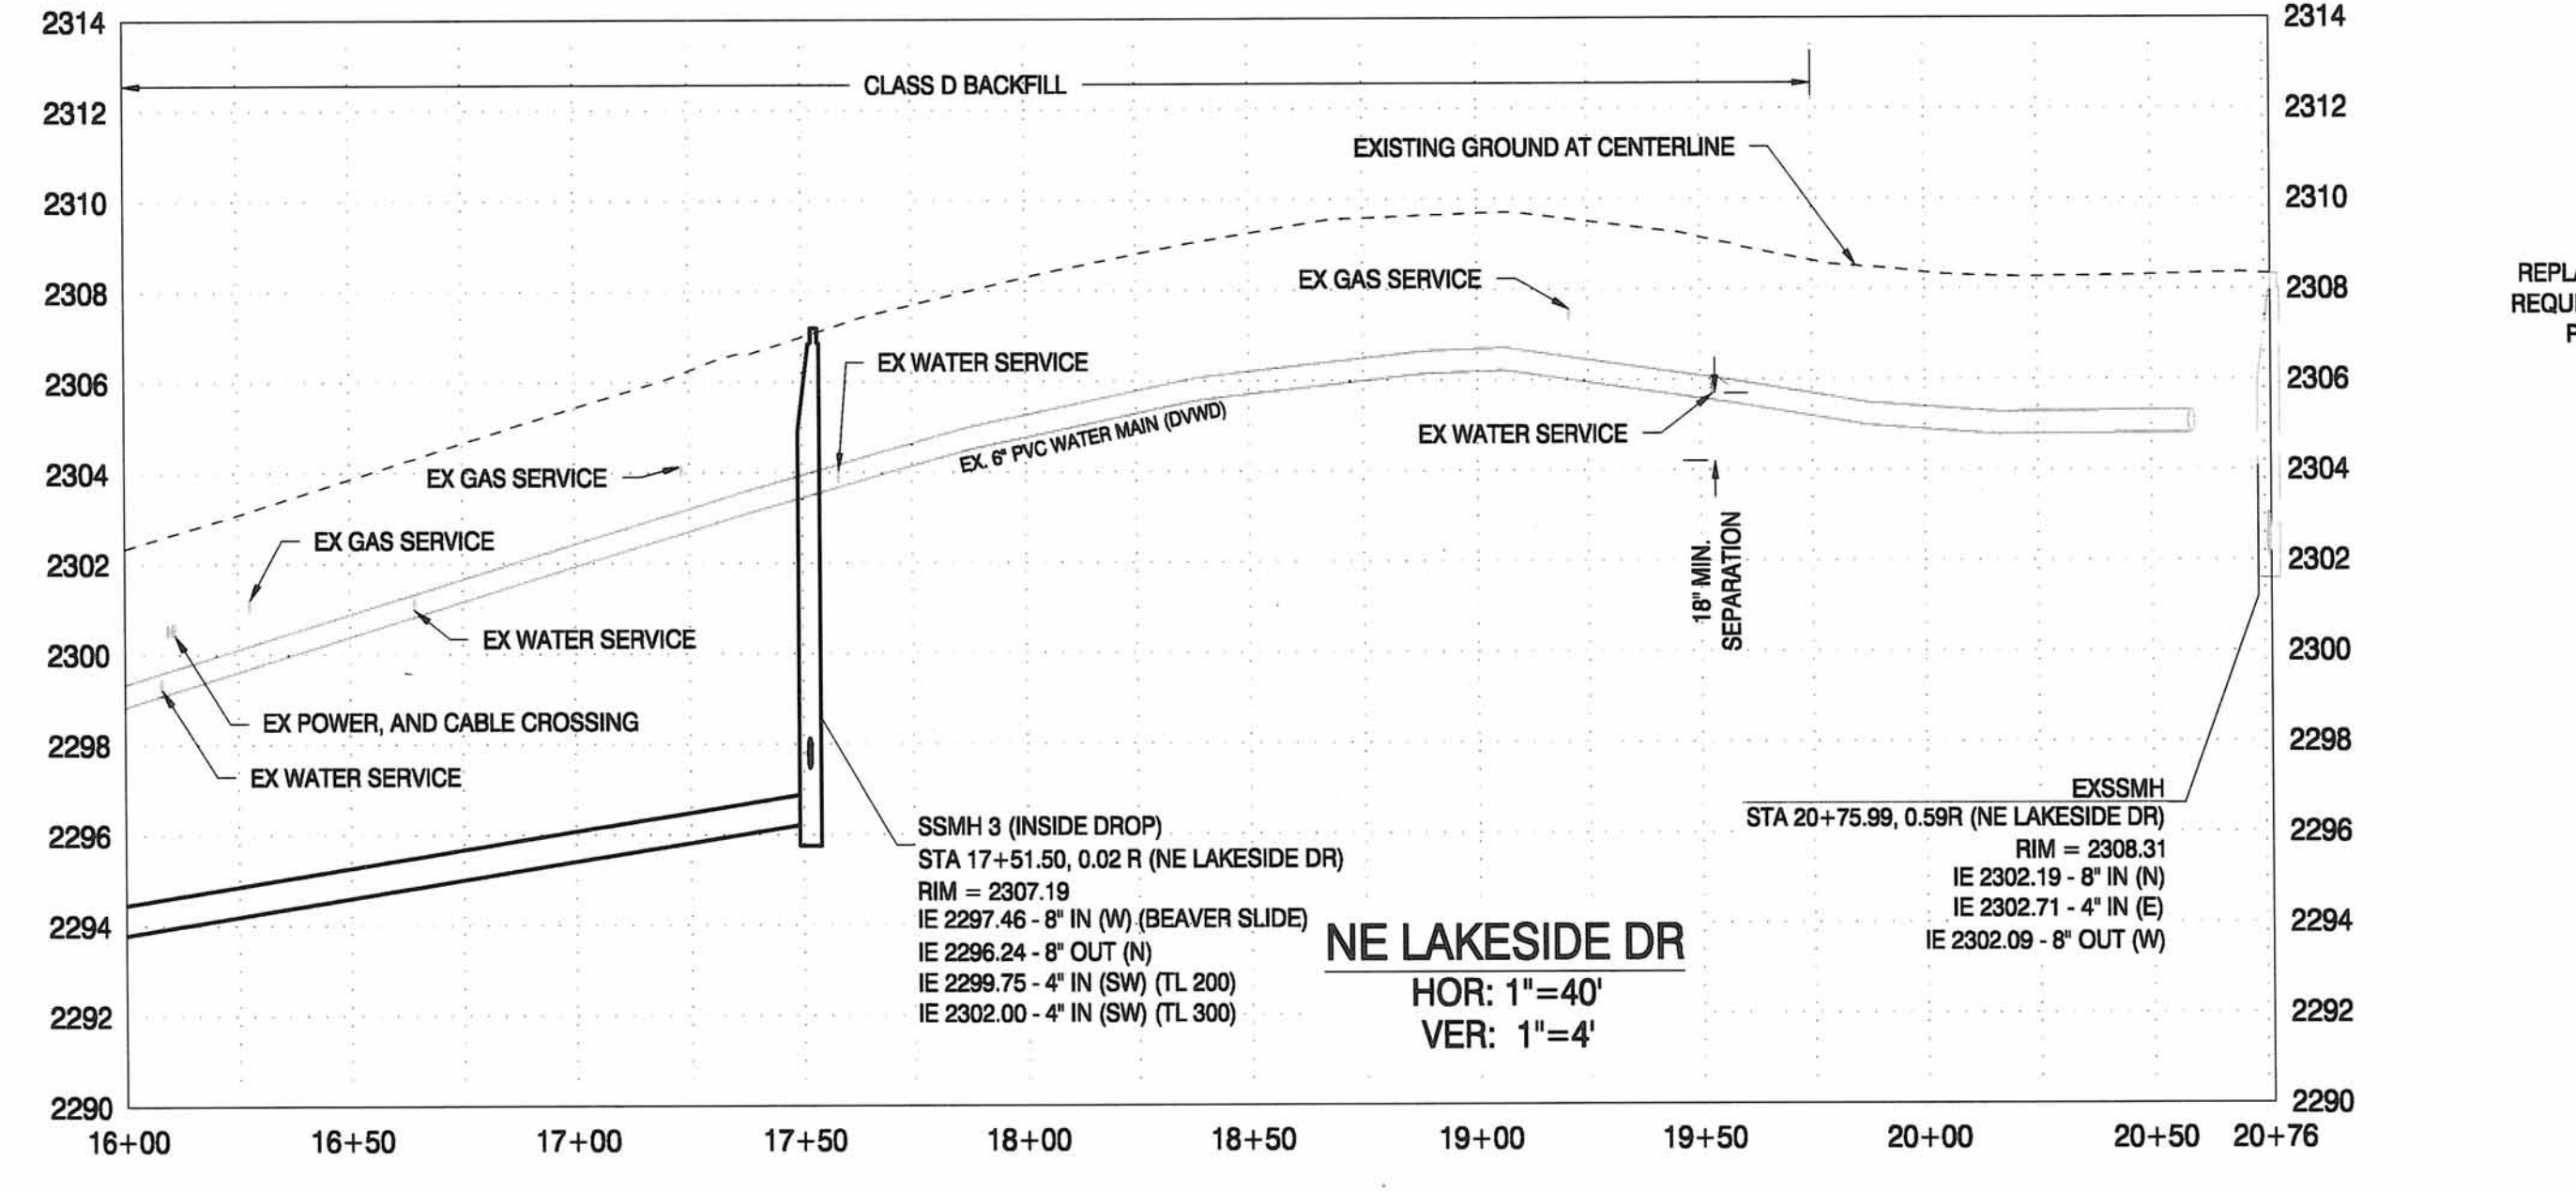 2314
2314
CLASS D BACKFILL
2312
2312
EXISTING GROUND AT CENTERLINE
2310
2310
EX GAS SERVICE
2308
2308
EX WATER SERVICE
2306
2306
EX. 6" PVC WATER MAIN (DVWD)
EX WATER SERVICE
EX GAS SERVICE
2304
2304
18" MIN.
SEPARATION
EX GAS SERVICE
2302
2302
EX WATER SERVICE
2300
2300
EX POWER, AND CABLE CROSSING
2298
2298
EX WATER SERVICE
2296
2296
SSMH 3 (INSIDE DROP)
STA 17+51.50, 0.02 R (NE LAKESIDE DR)
RIM = 2307.19
IE 2297.46 - 8" IN (W) (BEAVER SLIDE)
IE 2296.24 - 8" OUT (N)
IE 2299.75 - 4" IN (SW) (TL 200)
IE 2302.00 - 4" IN (SW) (TL 300)
EXSSMH
STA 20+75.99, 0.59R (NE LAKESIDE DR)
RIM = 2308.31
IE 2302.19 - 8" IN (N)
IE 2302.71 - 4" IN (E)
IE 2302.09 - 8" OUT (W)
2294
2294
NE LAKESIDE DR
HOR: 1"=40'
VER: 1"=4'
2292
2292
2290
2290
16+00 16+50 17+00 17+50 18+00 18+50 19+00 19+50 20+00 20+50 20+76